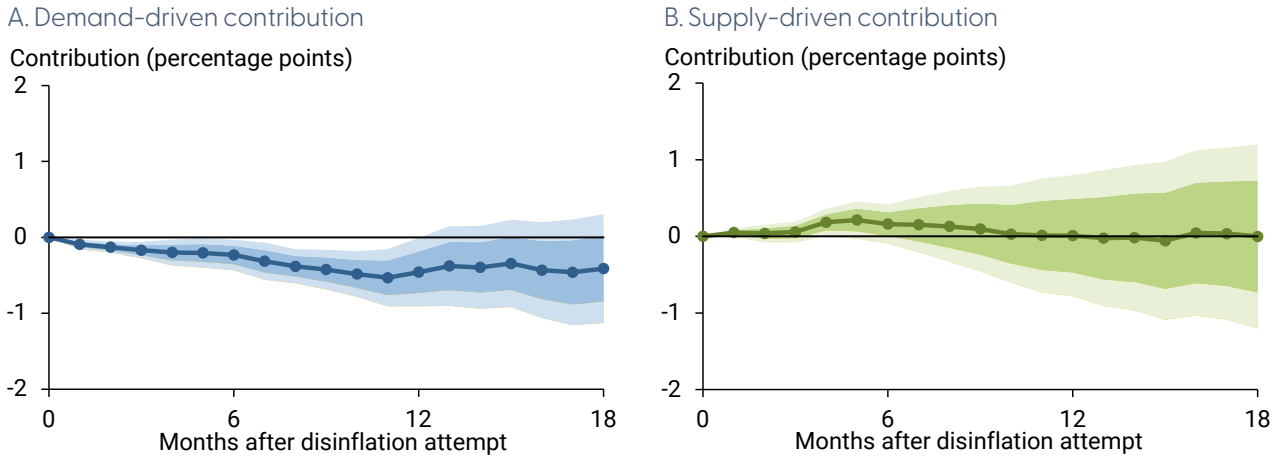 A. Demand-driven contribution
Contribution (percentage points)
2
1
0
-1
-2
0 6 12 18
Months after disinflation attempt
B. Supply-driven contribution
Contribution (percentage points)
2
1
0
-1
-2
0 6 12 18
Months after disinflation attempt